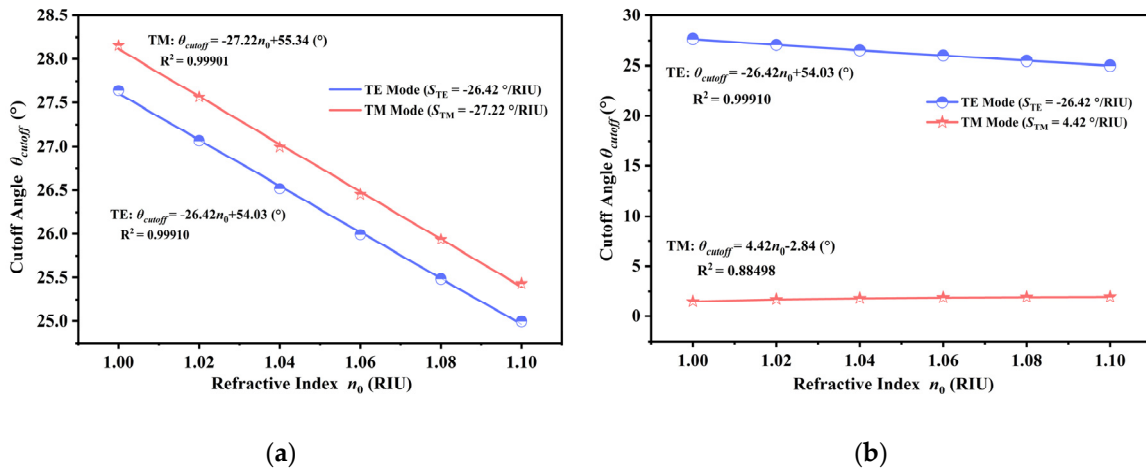 (a)
28.5
28.0
27.5
27.0
26.5
26.0
25.5
25.0
Cutoff Angle θcutoff (°)
TM: θcutoff = -27.22n0+55.34 (°)
R2 = 0.99901
TE Mode (STE = -26.42 °/RIU)
TM Mode (STM = -27.22 °/RIU)
TE: θcutoff = -26.42n0+54.03 (°)
R2 = 0.99910
1.00 1.02 1.04 1.06 1.08 1.10
Refractive Index n0 (RIU)
(b)
30
25
20
15
10
5
0
Cutoff Angle θcutoff (°)
TE: θcutoff = -26.42n0+54.03 (°)
R2 = 0.99910
TE Mode (STE = -26.42 °/RIU)
TM Mode (STM = 4.42 °/RIU)
TM: θcutoff = 4.42n0-2.84 (°)
R2 = 0.88498
1.00 1.02 1.04 1.06 1.08 1.10
Refractive Index n0 (RIU)
(a)
(b)